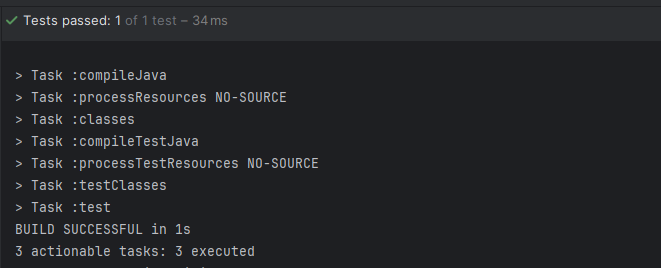 Tests passed: 1 of 1 test – 34 ms
> Task :compileJava
> Task :processResources NO-SOURCE
> Task :classes
> Task :compileTestJava
> Task :processTestResources NO-SOURCE
> Task :testClasses
> Task :test
BUILD SUCCESSFUL in 1s
3 actionable tasks: 3 executed